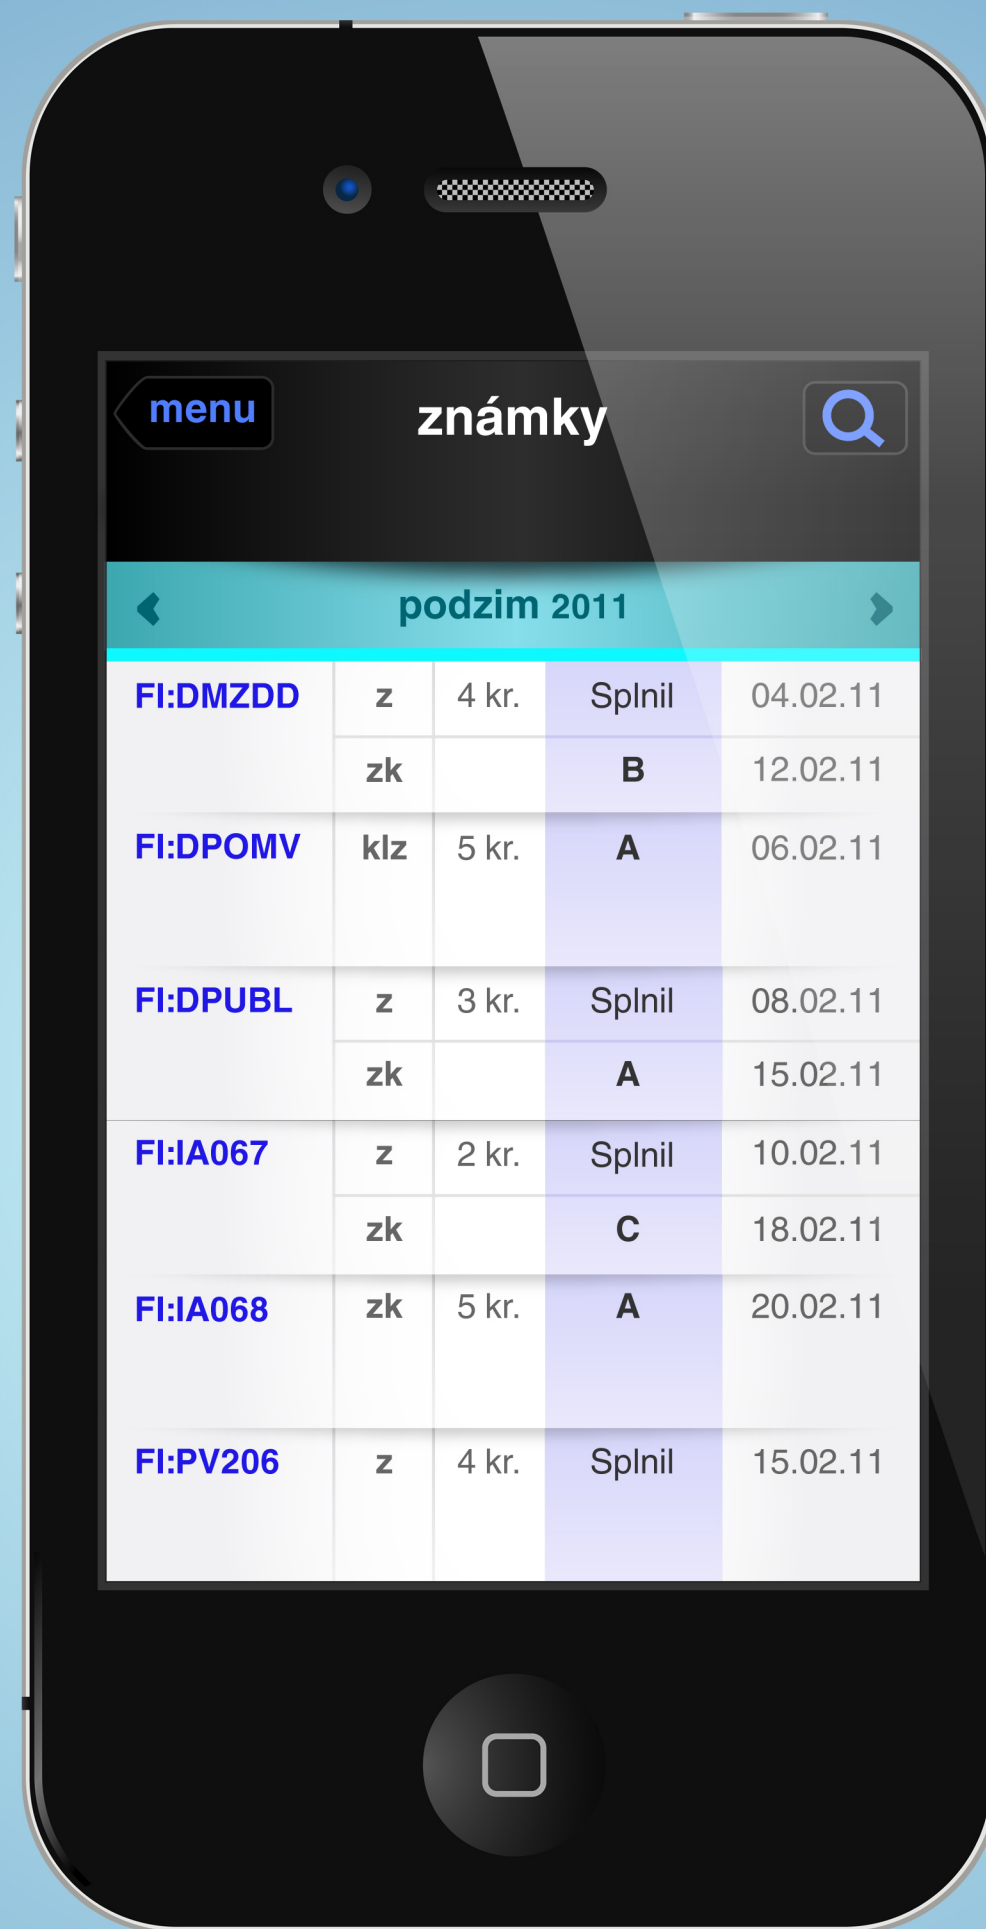 menu známky
podzim 2011
FI:DMZDD z 4 kr. Splnil 04.02.11
zk B 12.02.11
FI:DPOMV klz 5 kr. A 06.02.11
FI:DPUBL z 3 kr. Splnil 08.02.11
zk A 15.02.11
FI:IA067 z 2 kr. Splnil 10.02.11
zk C 18.02.11
FI:IA068 zk 5 kr. A 20.02.11
FI:PV206 z 4 kr. Splnil 15.02.11